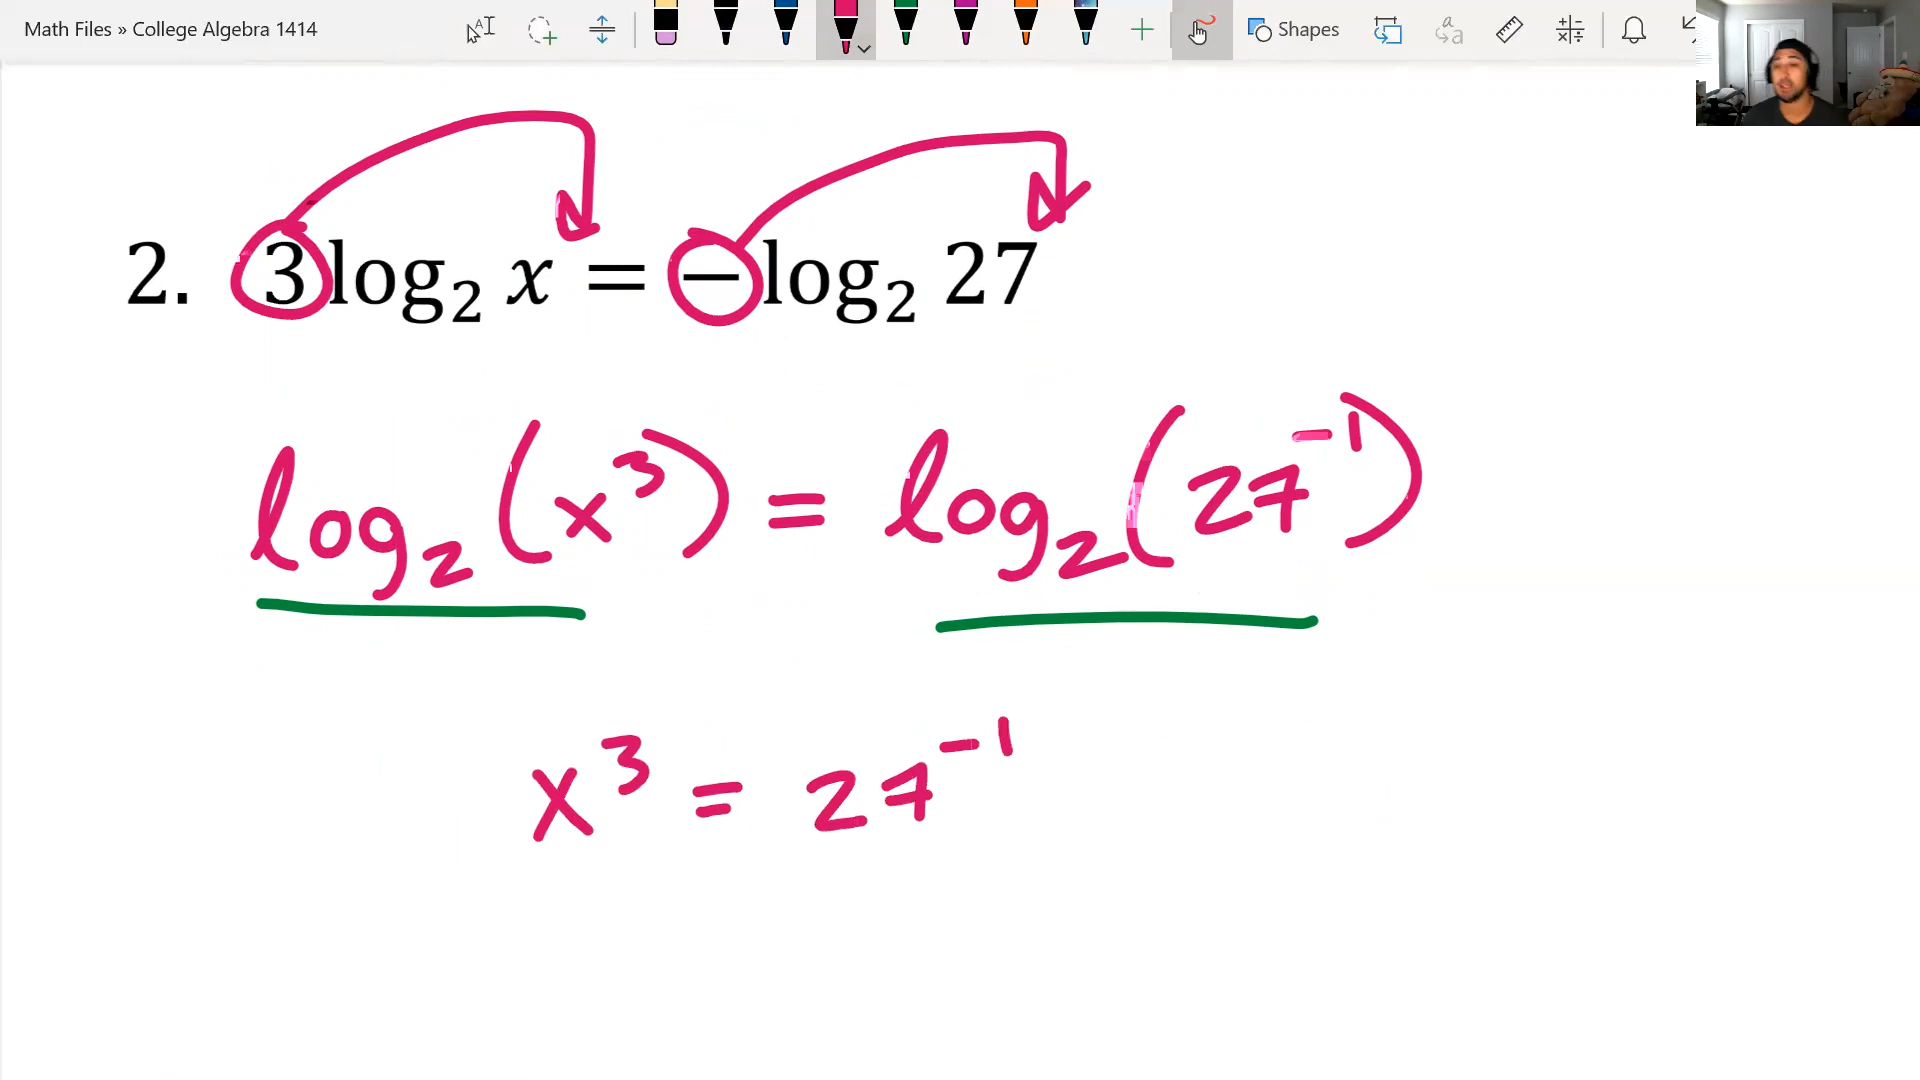 Math Files » College Algebra 1414
Shapes
2. 3 log₂ x = − log₂ 27
log₂ (x³) = log₂ (27⁻¹)
x³ = 27⁻¹